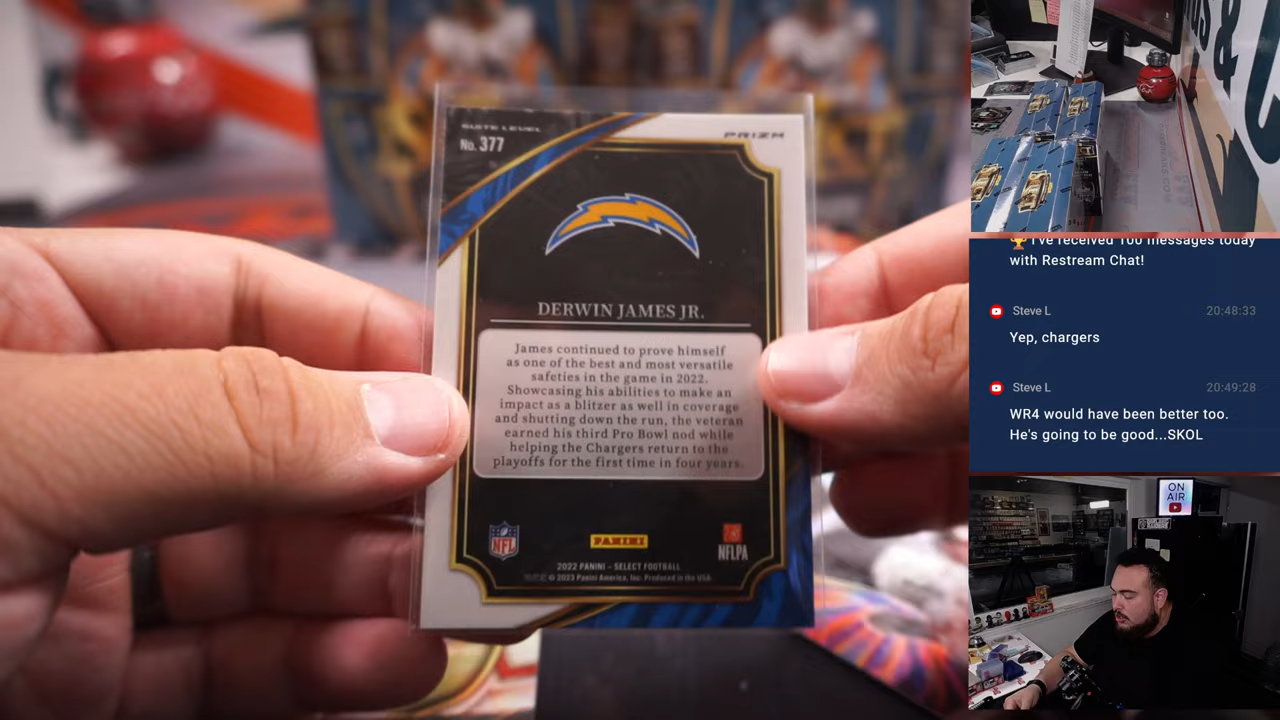 SUITE LEVEL
No. 377
PRIZM
DERWIN JAMES JR.
James continued to prove himself
as one of the best and most versatile
safeties in the game in 2022.
Showcasing his abilities to make an
impact as a blitzer as well in coverage
and shutting down the run, the veteran
earned his third Pro Bowl nod while
helping the Chargers return to the
playoffs for the first time in four years.
NFL
PANINI
NFLPA
2022 PANINI - SELECT FOOTBALL
© 2023 Panini America, Inc. Produced in the USA
&
I've received 100 messages today
with Restream Chat!
Steve L
20:48:33
Yep, chargers
Steve L
20:49:28
WR4 would have been better too.
He's going to be good...SKOL
ON
AIR